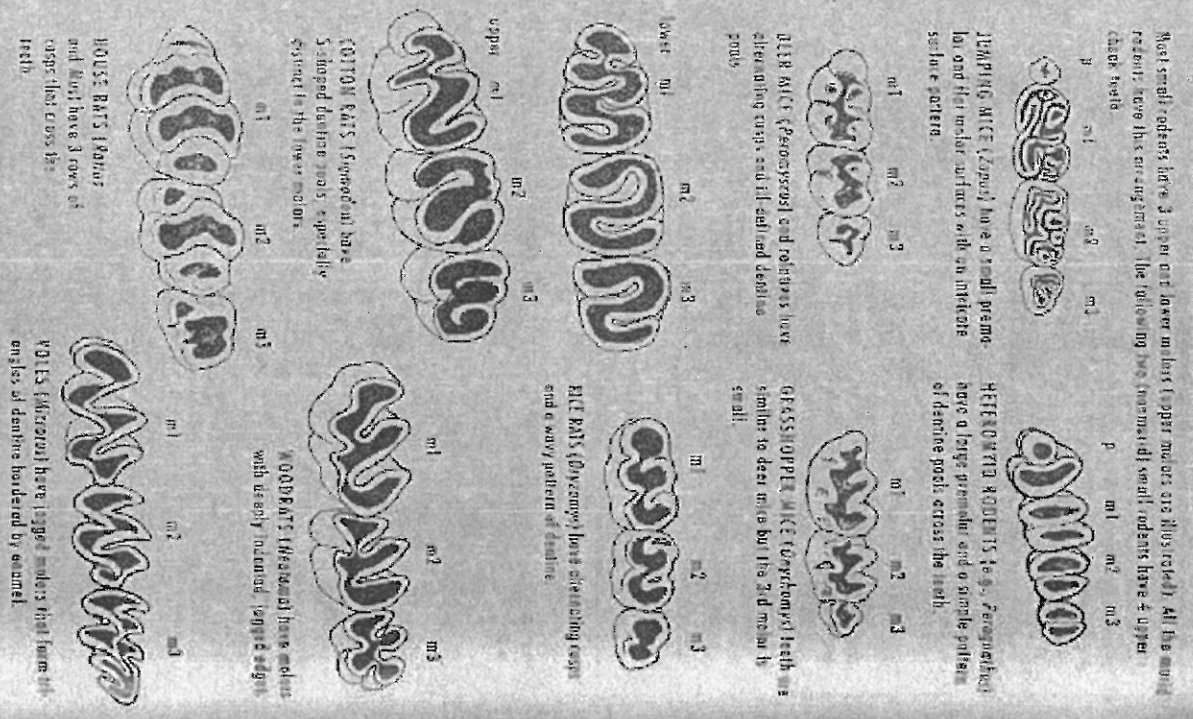 Most small rodents have 3 upper and lower molars (upper molars are illustrated). All the murid
rodents have this arrangement. The following two (nonmurid) small rodents have 4 upper
cheek teeth
p m1 m2 m3
JUMPING MICE (Zapus) have a small premo-
lar and flat molar surfaces with an intricate
surface pattern.
p m1 m2 m3
HETEROMYID RODENTS (e.g., Perognathus)
have a large premolar and a simple pattern
of dentine pools across the teeth.
m1 m2 m3
DEER MICE (Peromyscus) and relatives have
alternating cusps and ill-defined dentine
pools
m1 m2 m3
GRASSHOPPER MICE (Onychomys) teeth are
similar to deer mice but the 3rd molar is
small
lower m1 m2 m3
upper m1 m2 m3
COTTON RATS (Sigmodon) have
S-shaped dentine pools, especially
distinct in the lower molars
m1 m2 m3
RICE RATS (Oryzomys) have alternating cusps
and a wavy pattern of dentine
m1 m2 m3
WOODRATS (Neotoma) have molars
with deeply indented, jagged edges
m1 m2 m3
HOUSE RATS (Rattus
and Mus) have 3 rows of
cusps that cross the
teeth
m1 m2 m3
VOLES (Microtus) have jagged molars that form tri-
angles of dentine bordered by enamel